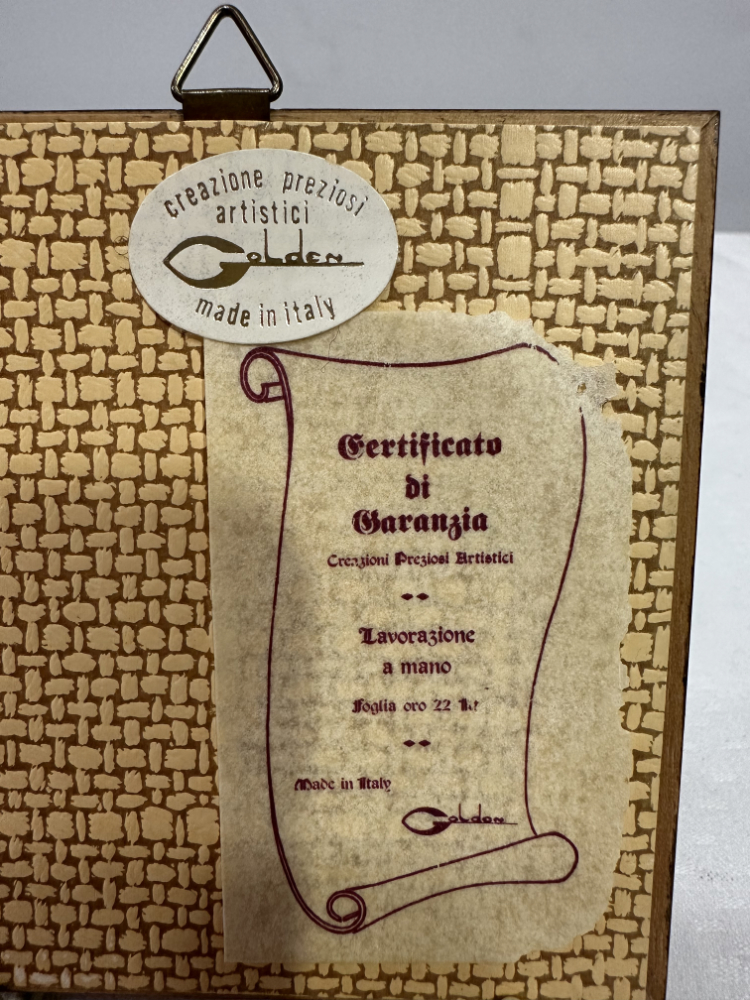 creazione preziosi
artistici
Golden
made in italy
Certificato
di
Garanzia
Creazioni Preziosi Artistici
Lavorazione
a mano
Foglia oro 22 Kt
Made in Italy
Golden